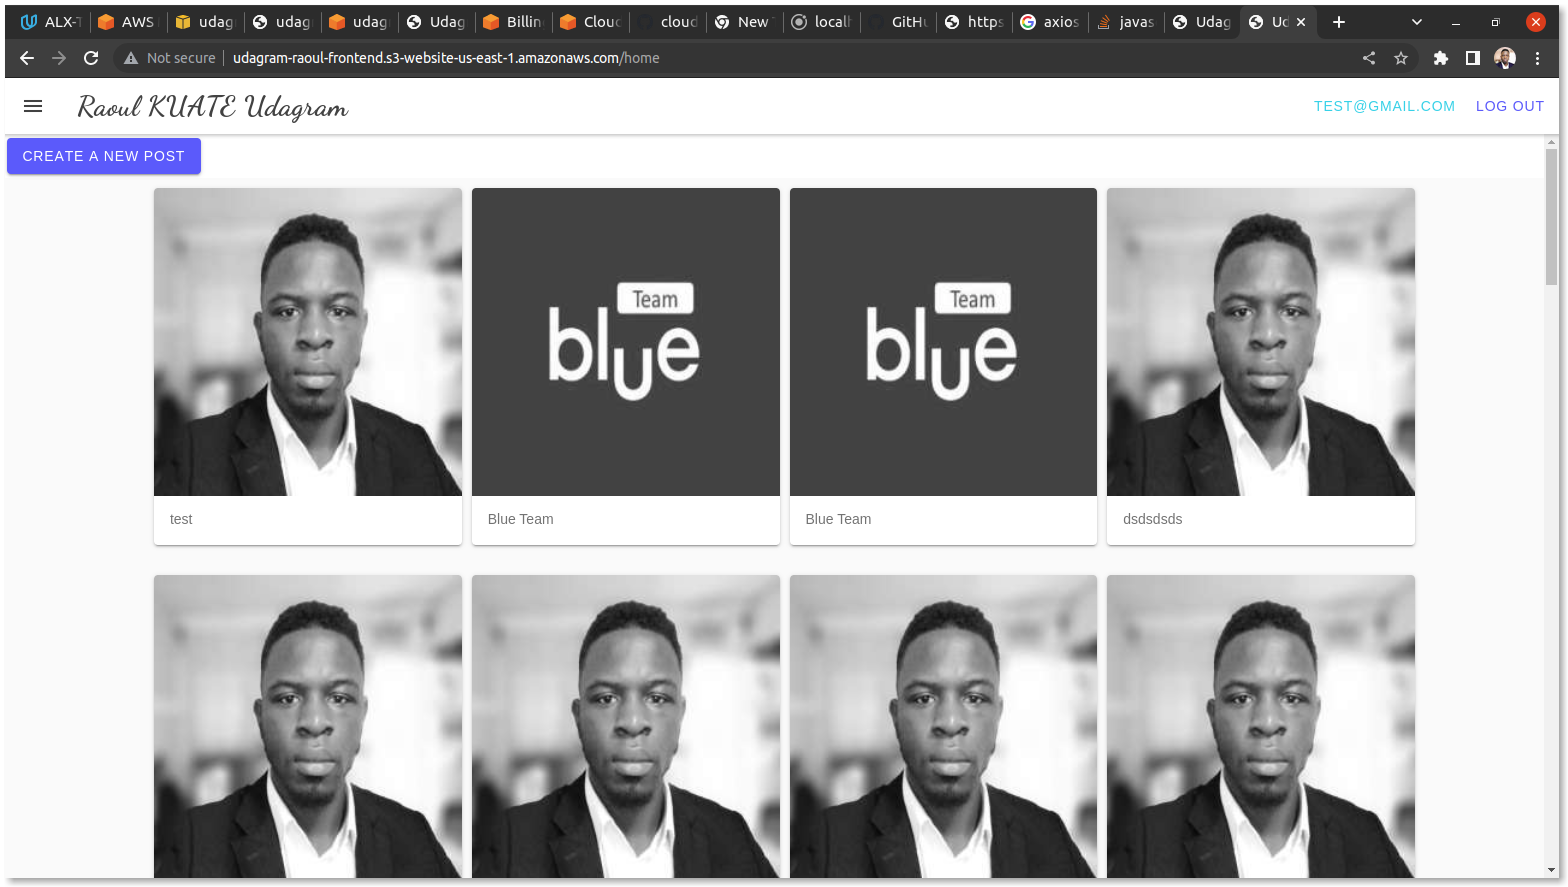 ALX-T AWS udag udag udag Udag Billin Clouc cloud New localh GitHu https axios javas Udag Ud
Not secure udagram-raoul-frontend.s3-website-us-east-1.amazonaws.com/home
Raoul KUATE Udagram TEST@GMAIL.COM LOG OUT
CREATE A NEW POST
Team Team
blue blue
test Blue Team Blue Team dsdsdsds